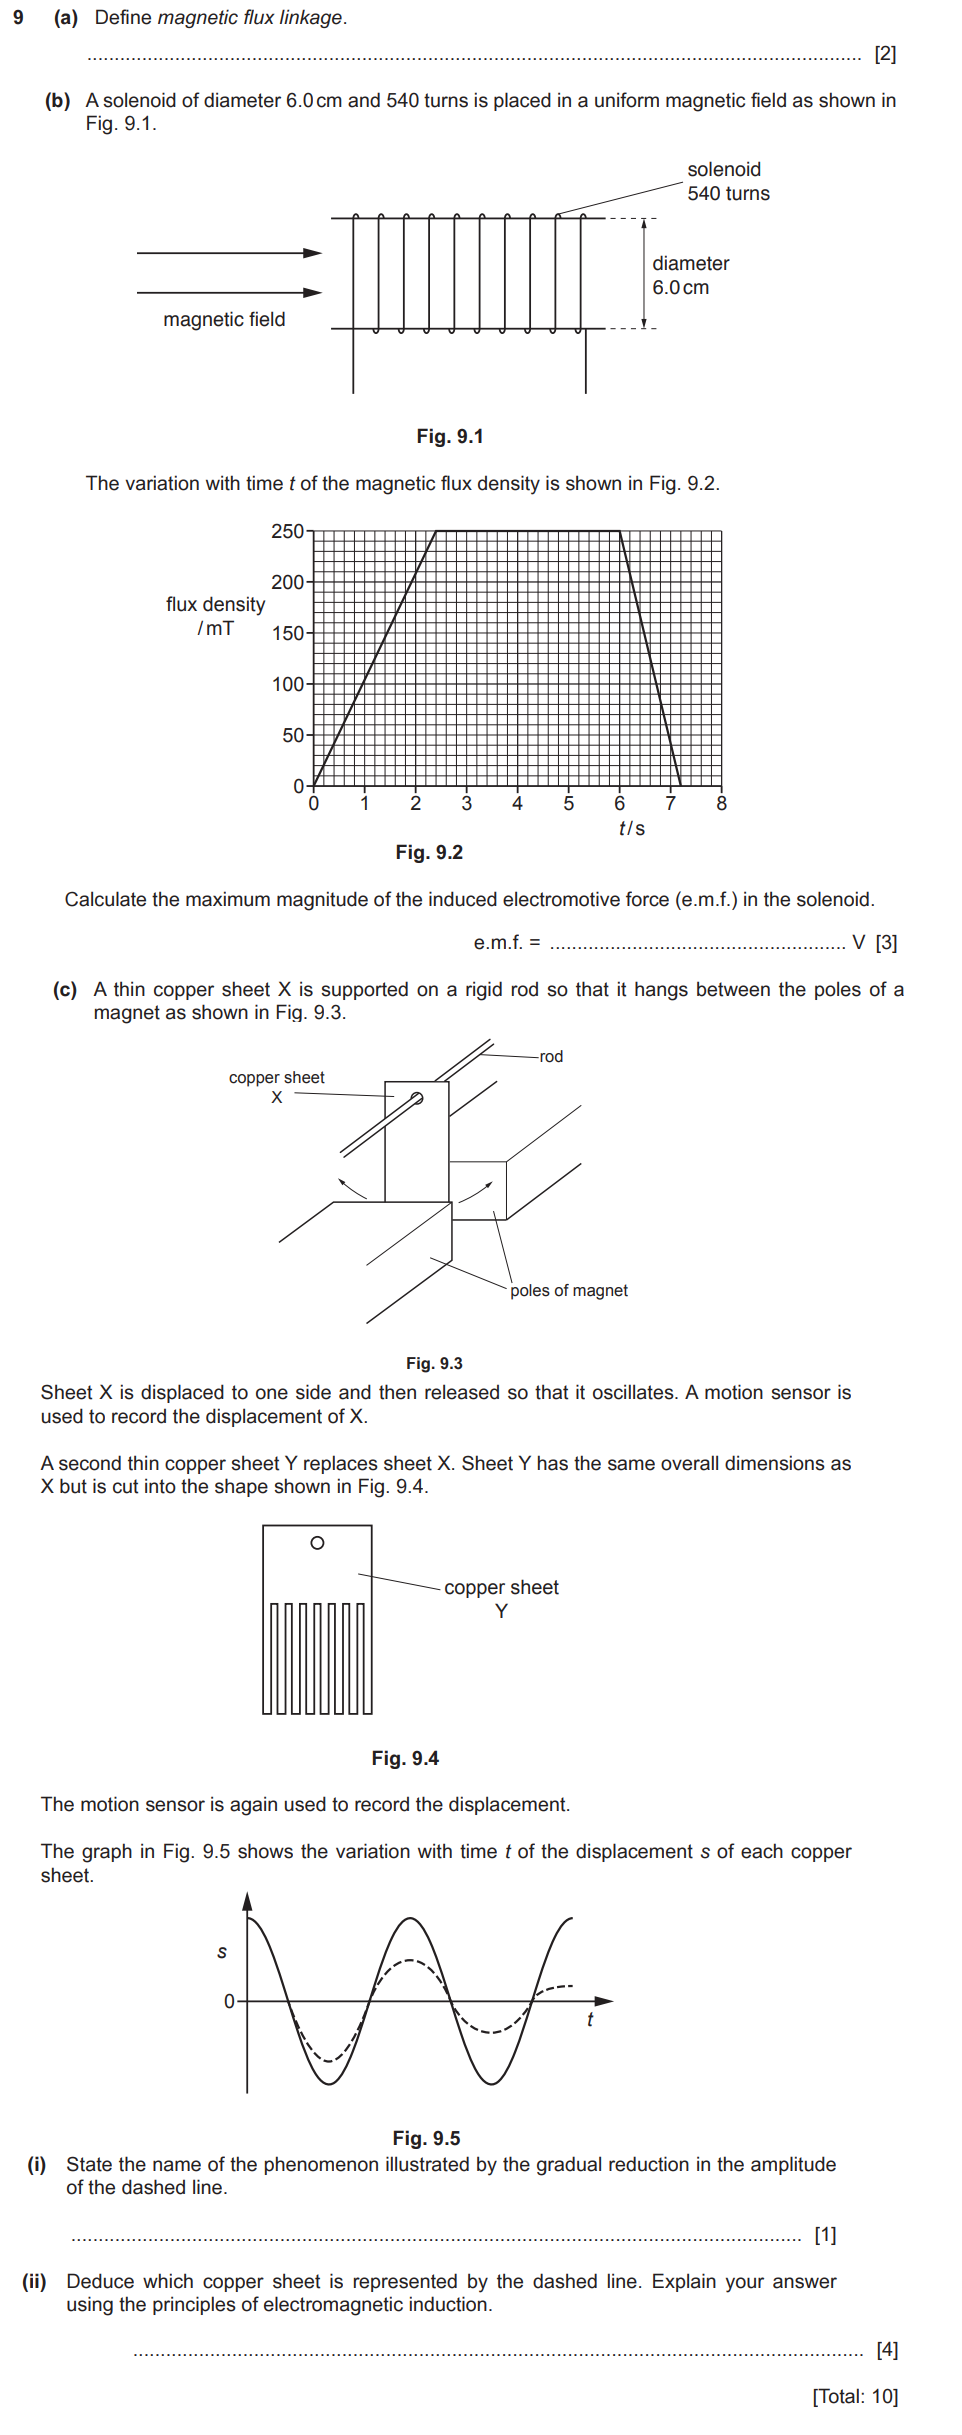 9 (a) Define magnetic flux linkage.
[2]
(b) A solenoid of diameter 6.0 cm and 540 turns is placed in a uniform magnetic field as shown in
Fig. 9.1.
solenoid
540 turns
diameter
6.0 cm
magnetic field
Fig. 9.1
The variation with time t of the magnetic flux density is shown in Fig. 9.2.
250
200
flux density
/ mT
150
100
50
0
0 1 2 3 4 5 6 7 8
t / s
Fig. 9.2
Calculate the maximum magnitude of the induced electromotive force (e.m.f.) in the solenoid.
e.m.f. = ...................................................... V [3]
(c) A thin copper sheet X is supported on a rigid rod so that it hangs between the poles of a
magnet as shown in Fig. 9.3.
rod
copper sheet
X
poles of magnet
Fig. 9.3
Sheet X is displaced to one side and then released so that it oscillates. A motion sensor is
used to record the displacement of X.
A second thin copper sheet Y replaces sheet X. Sheet Y has the same overall dimensions as
X but is cut into the shape shown in Fig. 9.4.
copper sheet
Y
Fig. 9.4
The motion sensor is again used to record the displacement.
The graph in Fig. 9.5 shows the variation with time t of the displacement s of each copper
sheet.
s
0
t
Fig. 9.5
(i) State the name of the phenomenon illustrated by the gradual reduction in the amplitude
of the dashed line.
[1]
(ii) Deduce which copper sheet is represented by the dashed line. Explain your answer
using the principles of electromagnetic induction.
[4]
[Total: 10]